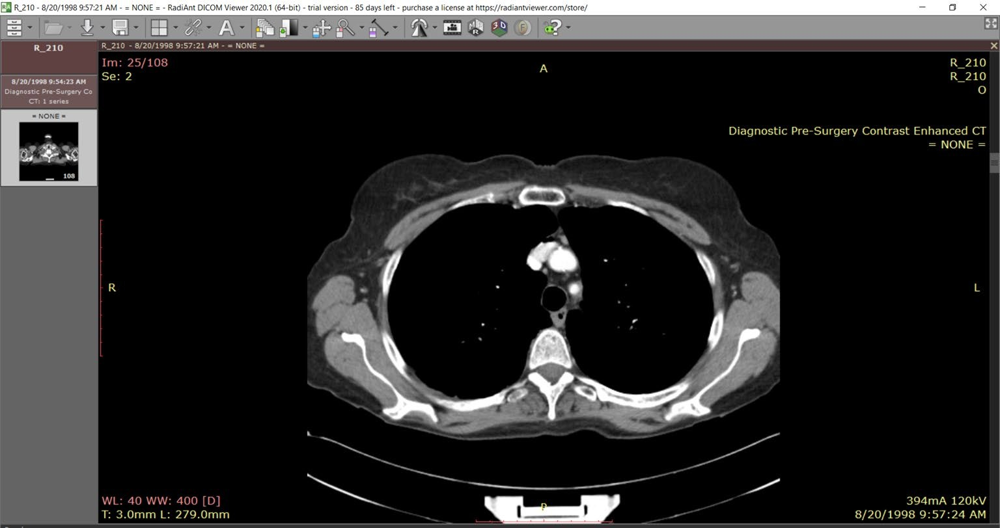 R_210 - 8/20/1998 9:57:21 AM - = NONE = - RadiAnt DICOM Viewer 2020.1 (64-bit) - trial version - 85 days left - purchase a license at https://radiantviewer.com/store/
R_210
8/20/1998 9:54:23 AM
Diagnostic Pre-Surgery Co
CT: 1 series
= NONE =
108
R_210 - 8/20/1998 9:57:21 AM - = NONE =
Im: 25/108
Se: 2
A
R_210
R_210
O
Diagnostic Pre-Surgery Contrast Enhanced CT
= NONE =
R
L
WL: 40 WW: 400 [D]
T: 3.0mm L: 279.0mm
P
394mA 120kV
8/20/1998 9:57:24 AM